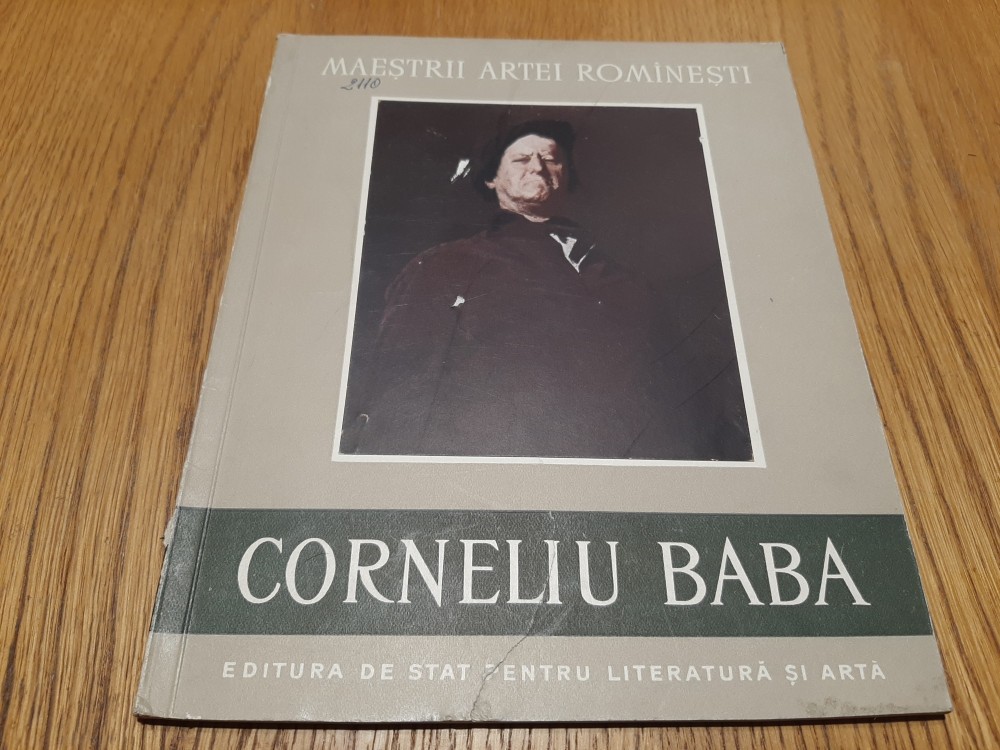 MAEȘTRII ARTEI ROMÎNEȘTI
2110
CORNELIU BABA
EDITURA DE STAT PENTRU LITERATURĂ ȘI ARTĂ